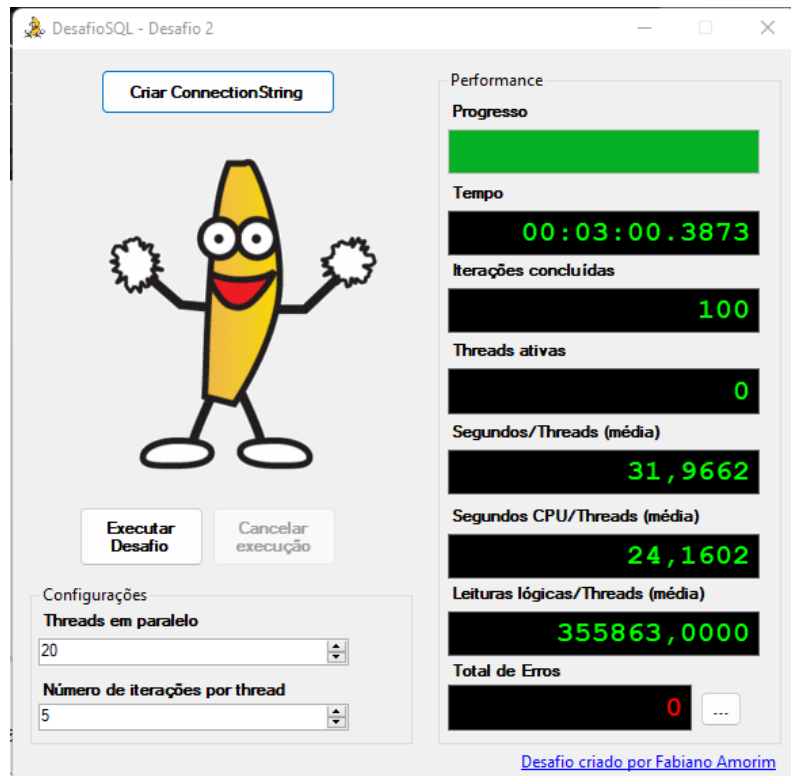 DesafioSQL - Desafio 2
Criar ConnectionString
Executar
Desafio
Cancelar
execução
Configurações
Threads em paralelo
20
Número de iterações por thread
5
Performance
Progresso
Tempo
00:03:00.3873
Iterações concluídas
100
Threads ativas
0
Segundos/Threads (média)
31,9662
Segundos CPU/Threads (média)
24,1602
Leituras lógicas/Threads (média)
355863,0000
Total de Erros
0
...
Desafio criado por Fabiano Amorim